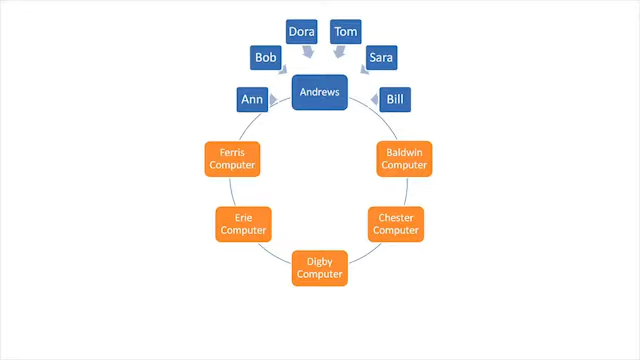 Dora
Tom
Bob
Sara
Ann
Andrews
Bill
Ferris
Computer
Baldwin
Computer
Erie
Computer
Chester
Computer
Digby
Computer